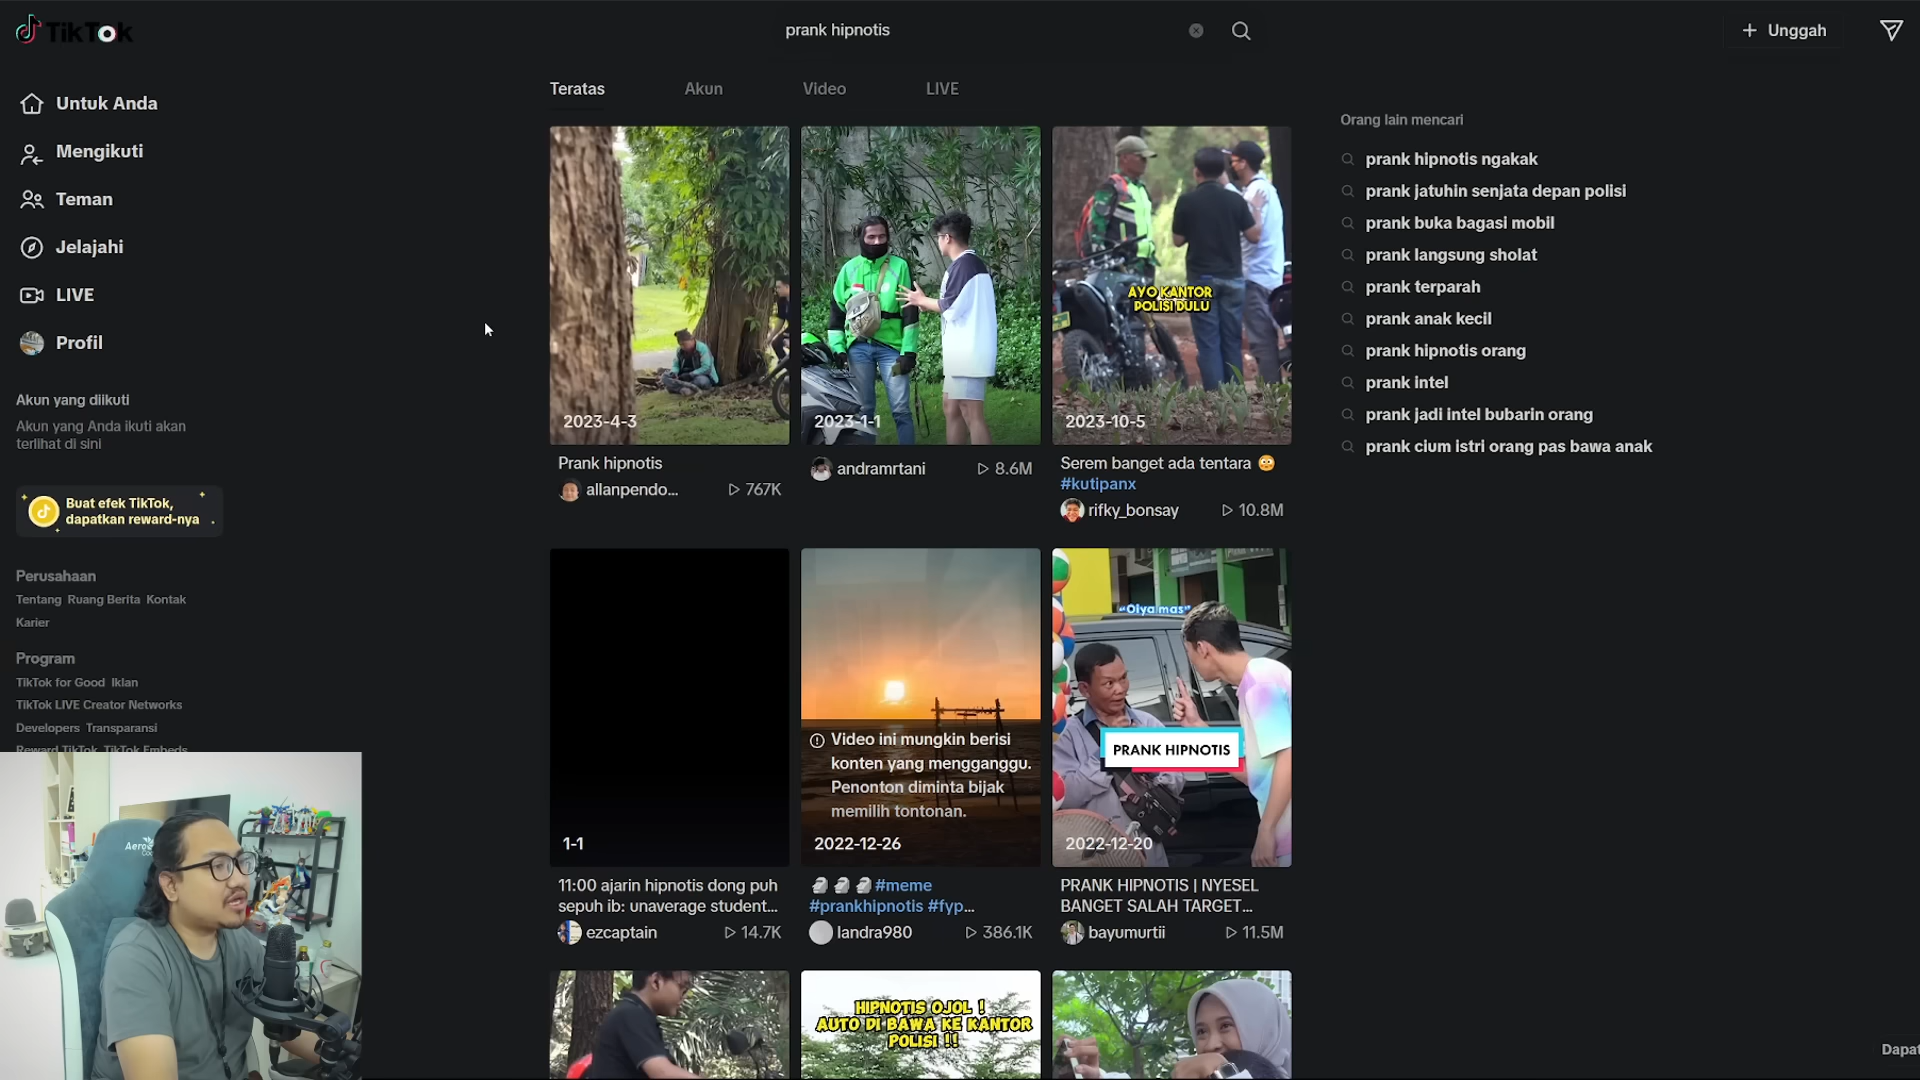 TikTok
prank hipnotis
Unggah
Untuk Anda
Mengikuti
Teman
Jelajahi
LIVE
Profil
Akun yang diikuti
Akun yang Anda ikuti akan
terlihat di sini
Buat efek TikTok,
dapatkan reward-nya
Perusahaan
Tentang Ruang Berita Kontak
Karier
Program
TikTok for Good Iklan
TikTok LIVE Creator Networks
Developers Transparansi
Reward TikTok TikTok Embeds
Teratas Akun Video LIVE
2023-4-3
Prank hipnotis
allanpendo... 767K
2023-1-1
andramrtani 8.6M
AYO KANTOR
POLISI DULU
2023-10-5
Serem banget ada tentara 😳
#kutipanx
rifky_bonsay 10.8M
1-1
11:00 ajarin hipnotis dong puh
sepuh ib: unaverage student...
ezcaptain 14.7K
Video ini mungkin berisi
konten yang mengganggu.
Penonton diminta bijak
memilih tontonan.
2022-12-26
🗿 🗿 🗿 #meme
#prankhipnotis #fyp...
landra980 386.1K
"Oiya mas"
PRANK HIPNOTIS
2022-12-20
PRANK HIPNOTIS | NYESEL
BANGET SALAH TARGET...
bayumurtii 11.5M
HIPNOTIS OJOL !
AUTO DI BAWA KE KANTOR
POLISI !!
Orang lain mencari
prank hipnotis ngakak
prank jatuhin senjata depan polisi
prank buka bagasi mobil
prank langsung sholat
prank terparah
prank anak kecil
prank hipnotis orang
prank intel
prank jadi intel bubarin orang
prank cium istri orang pas bawa anak
Dapat